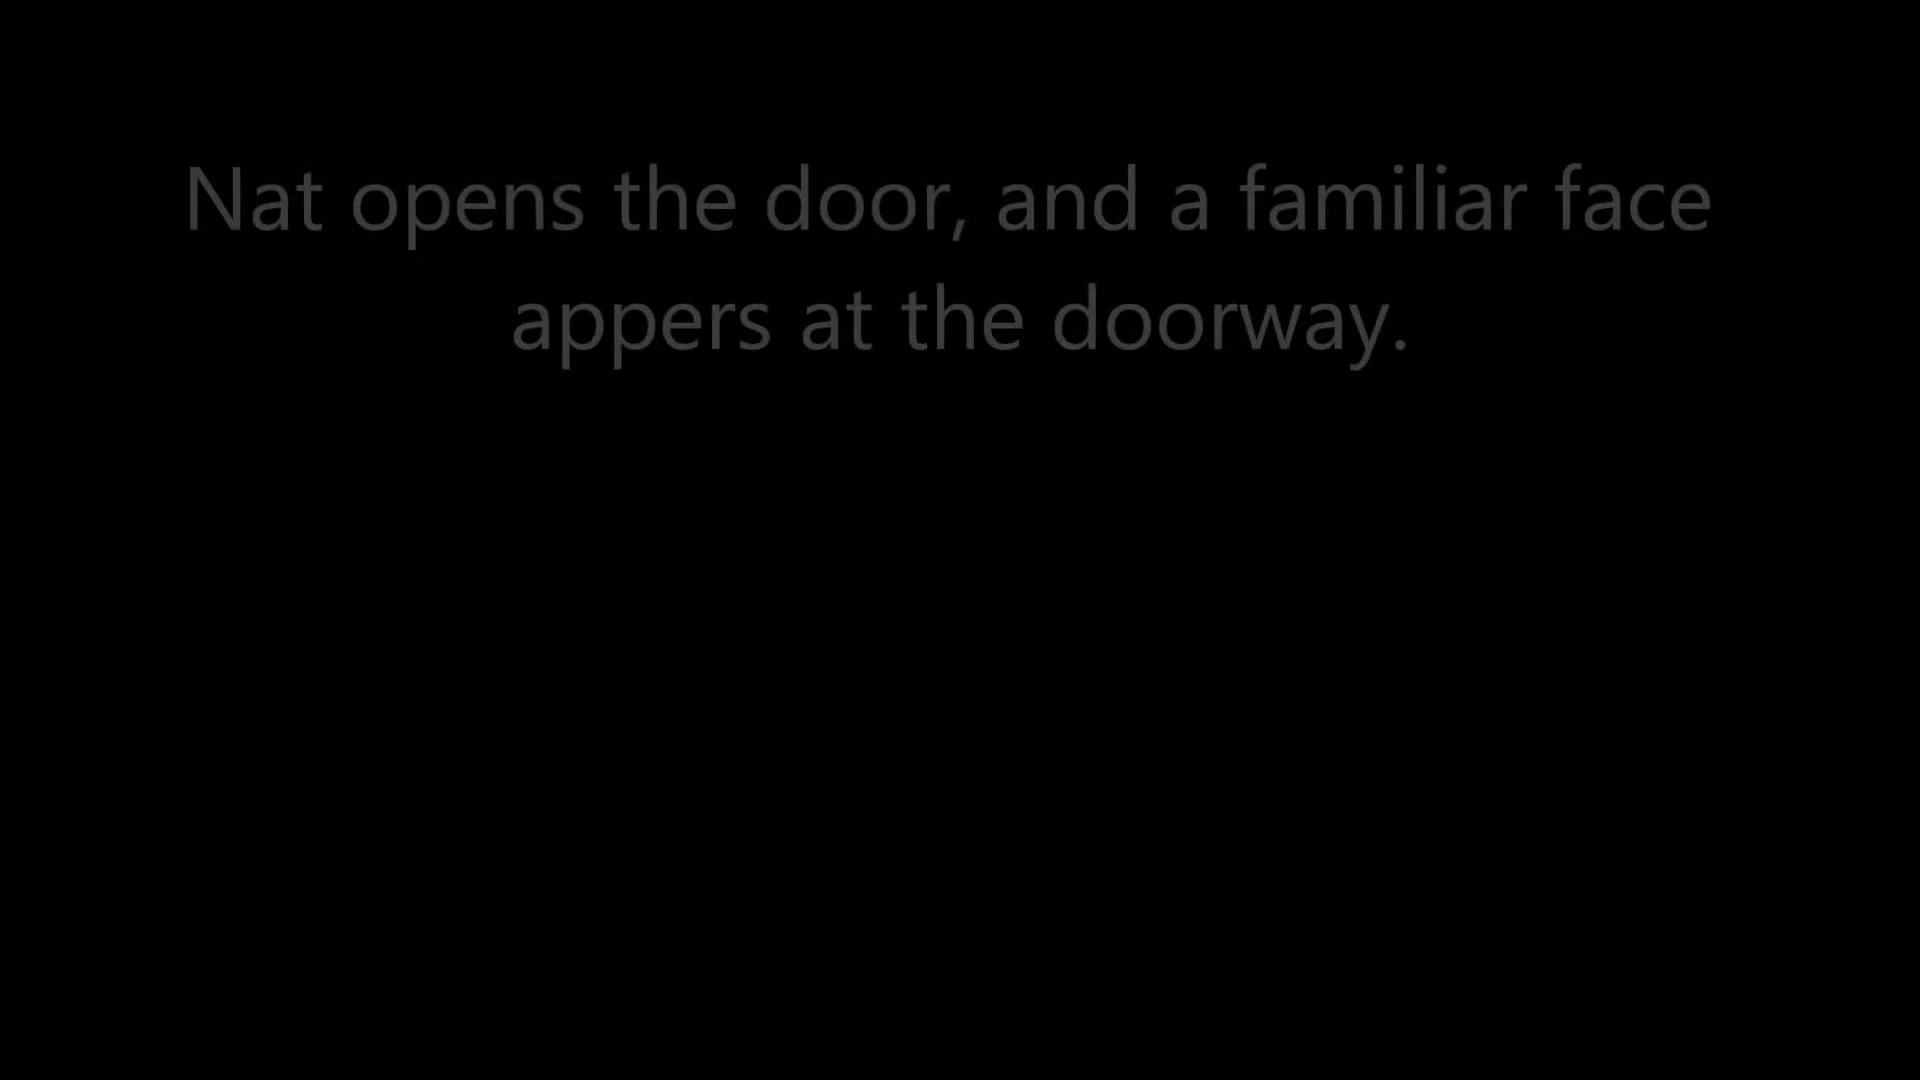 Nat opens the door, and a familiar face
appers at the doorway.